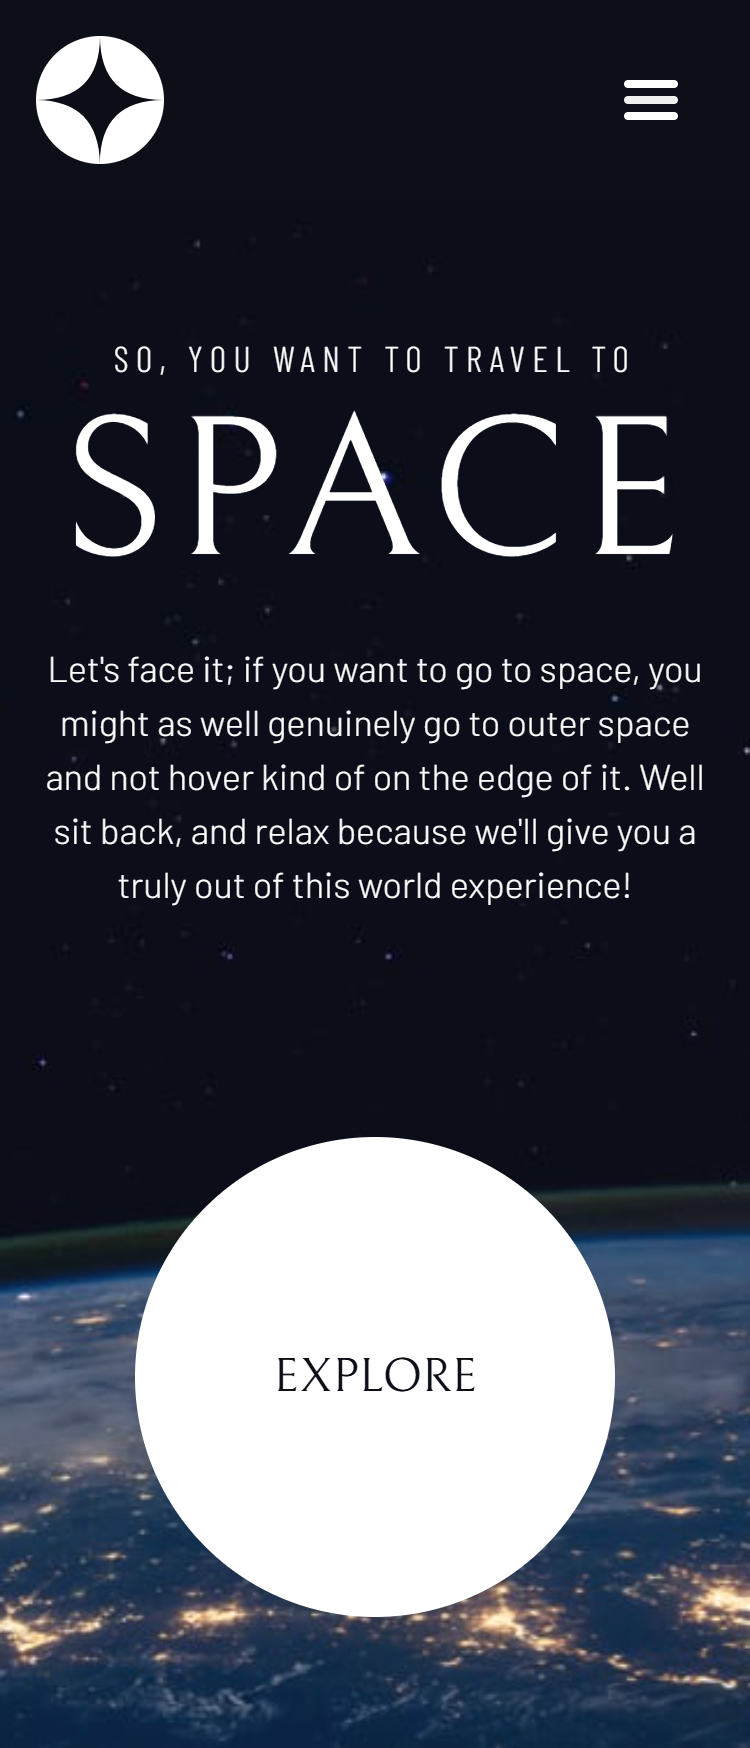 SO, YOU WANT TO TRAVEL TO
SPACE
Let's face it; if you want to go to space, you
might as well genuinely go to outer space
and not hover kind of on the edge of it. Well
sit back, and relax because we'll give you a
truly out of this world experience!
EXPLORE